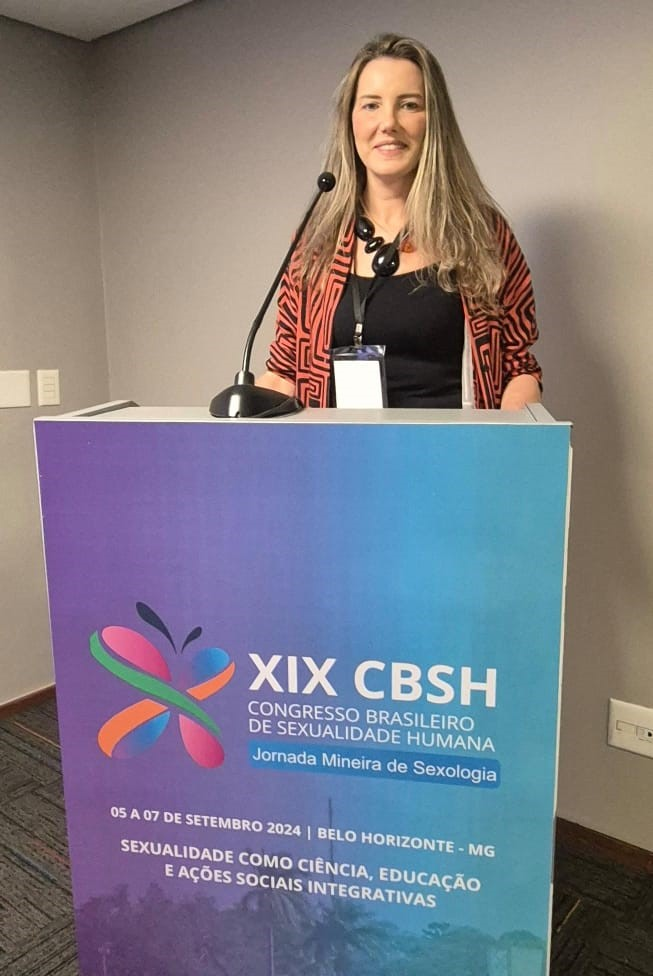 XIX CBSH
CONGRESSO BRASILEIRO
DE SEXUALIDADE HUMANA
Jornada Mineira de Sexologia
05 A 07 DE SETEMBRO 2024 | BELO HORIZONTE - MG
SEXUALIDADE COMO CIÊNCIA, EDUCAÇÃO
E AÇÕES SOCIAIS INTEGRATIVAS